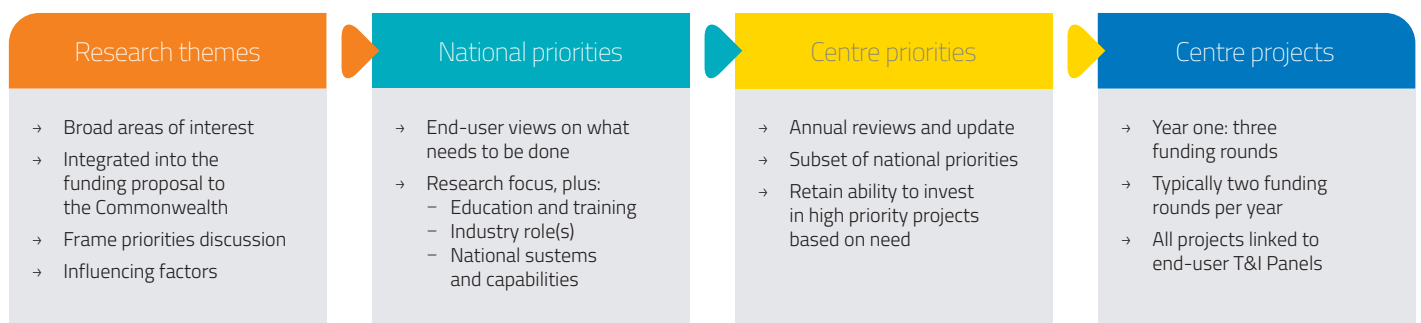 Research themes
→ Broad areas of interest
→ Integrated into the
funding proposal to
the Commonwealth
→ Frame priorities discussion
→ Influencing factors
National priorities
→ End-user views on what
needs to be done
→ Research focus, plus:
– Education and training
– Industry role(s)
– National sustems
and capabilities
Centre priorities
→ Annual reviews and update
→ Subset of national priorities
→ Retain ability to invest
in high priority projects
based on need
Centre projects
→ Year one: three
funding rounds
→ Typically two funding
rounds per year
→ All projects linked to
end-user T&I Panels